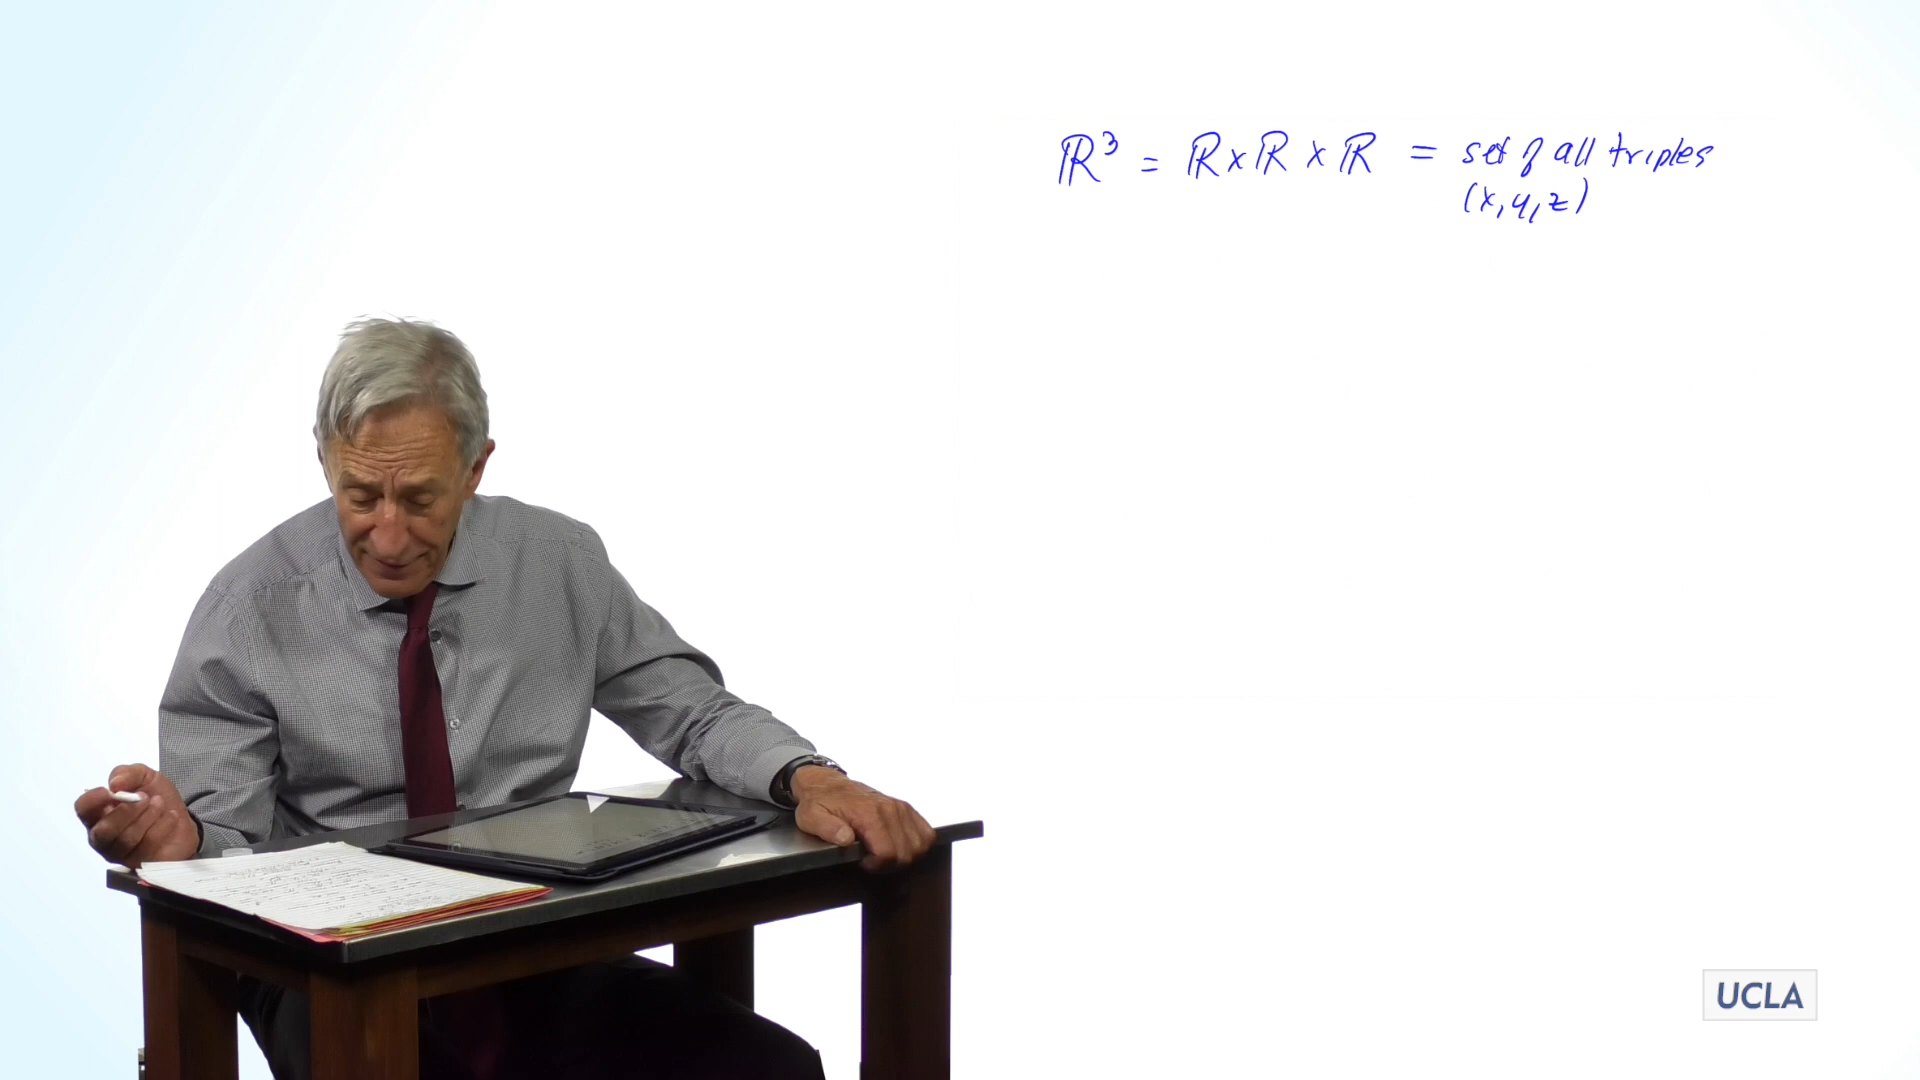 ℝ³ = ℝ x ℝ x ℝ = set of all triples
(x, y, z)
UCLA